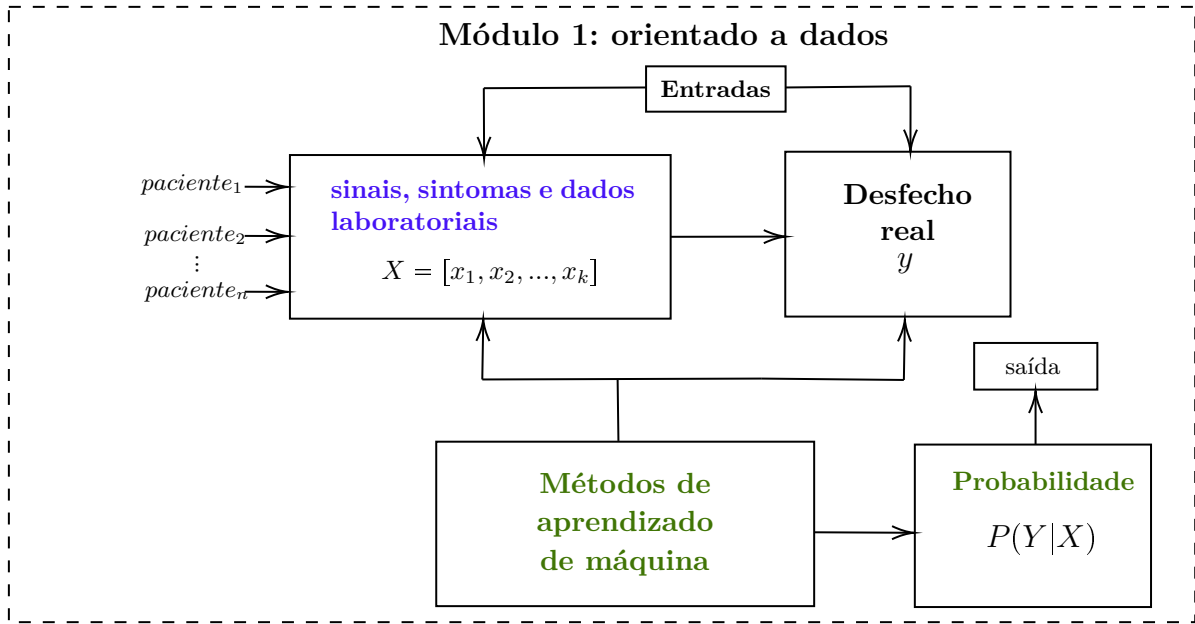 Módulo 1: orientado a dados
Entradas
paciente₁
paciente₂
⋮
pacienteₙ
sinais, sintomas e dados
laboratoriais
X = [x₁, x₂, ..., xₖ]
Desfecho
real
y
saída
Métodos de
aprendizado
de máquina
Probabilidade
P(Y|X)